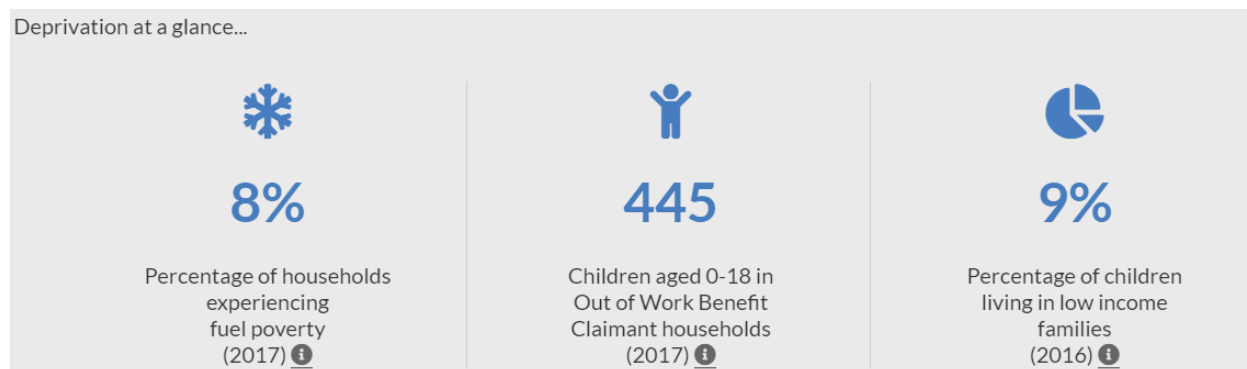 Deprivation at a glance...
8%
Percentage of households
experiencing
fuel poverty
(2017)
445
Children aged 0-18 in
Out of Work Benefit
Claimant households
(2017)
9%
Percentage of children
living in low income
families
(2016)